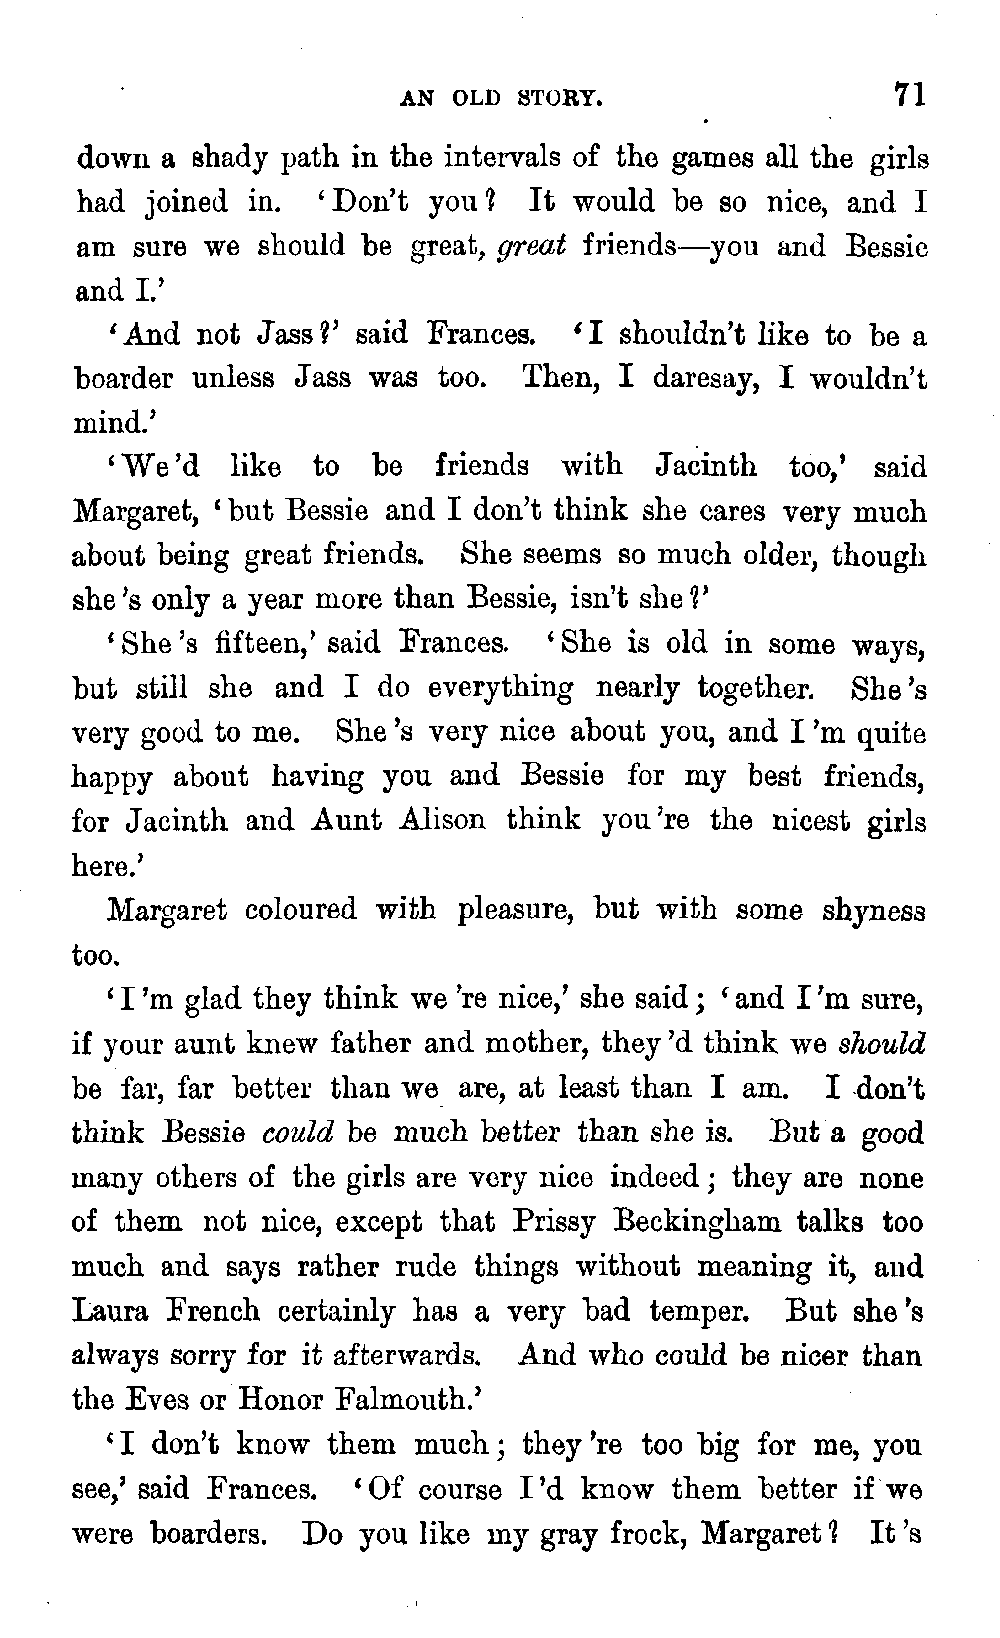 AN OLD STORY. 71
down a shady path in the intervals of the games all the girls
had joined in. ‘Don’t you? It would be so nice, and I
am sure we should be great, great friends—you and Bessie
and I.’
‘And not Jass?’ said Frances. ‘I shouldn’t like to be a
boarder unless Jass was too. Then, I daresay, I wouldn’t
mind.’
‘We’d like to be friends with Jacinth too,’ said
Margaret, ‘but Bessie and I don’t think she cares very much
about being great friends. She seems so much older, though
she’s only a year more than Bessie, isn’t she?’
‘She’s fifteen,’ said Frances. ‘She is old in some ways,
but still she and I do everything nearly together. She’s
very good to me. She’s very nice about you, and I’m quite
happy about having you and Bessie for my best friends,
for Jacinth and Aunt Alison think you’re the nicest girls
here.’
Margaret coloured with pleasure, but with some shyness
too.
‘I’m glad they think we’re nice,’ she said; ‘and I’m sure,
if your aunt knew father and mother, they’d think we should
be far, far better than we are, at least than I am. I don’t
think Bessie could be much better than she is. But a good
many others of the girls are very nice indeed; they are none
of them not nice, except that Prissy Beckingham talks too
much and says rather rude things without meaning it, and
Laura French certainly has a very bad temper. But she’s
always sorry for it afterwards. And who could be nicer than
the Eves or Honor Falmouth.’
‘I don’t know them much; they’re too big for me, you
see,’ said Frances. ‘Of course I’d know them better if we
were boarders. Do you like my gray frock, Margaret? It’s